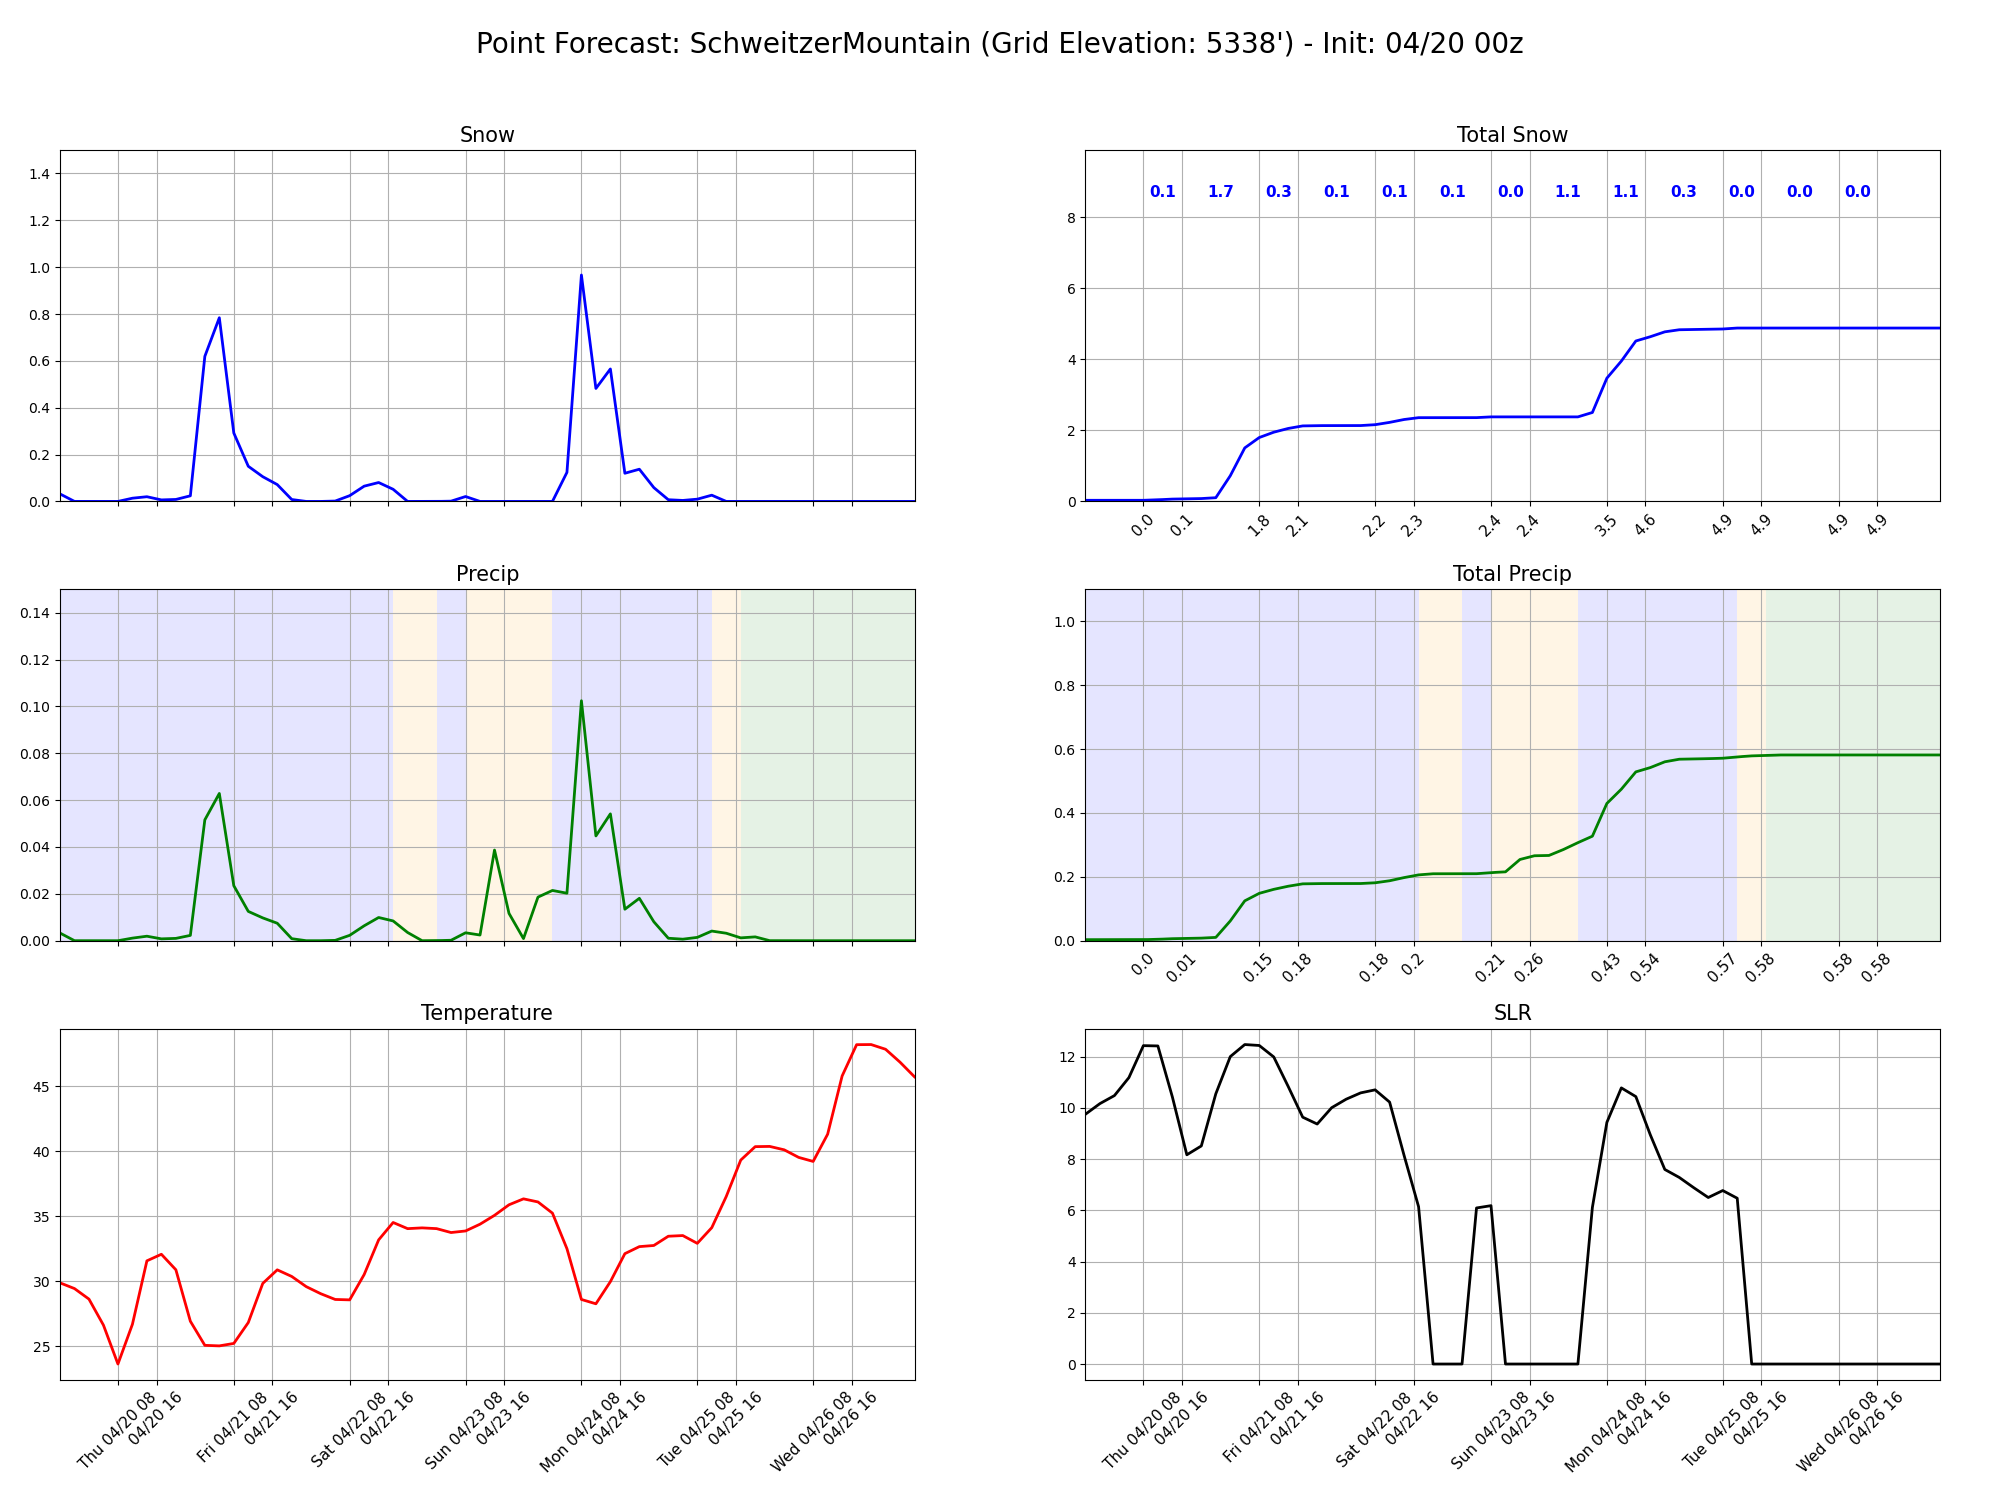 Point Forecast: SchweitzerMountain (Grid Elevation: 5338') - Init: 04/20 00z
Snow
1.4
1.2
1.0
0.8
0.6
0.4
0.2
0.0
Total Snow
0.1 1.7 0.3 0.1 0.1 0.1 0.0 1.1 1.1 0.3 0.0 0.0 0.0
8
6
4
2
0
0.0 0.1 1.8 2.1 2.2 2.3 2.4 2.4 3.5 4.6 4.9 4.9 4.9 4.9
Precip
0.14
0.12
0.10
0.08
0.06
0.04
0.02
0.00
Total Precip
1.0
0.8
0.6
0.4
0.2
0.0
0.0 0.01 0.15 0.18 0.18 0.2 0.21 0.26 0.43 0.54 0.57 0.58 0.58 0.58
Temperature
45
40
35
30
25
Thu 04/20 08
04/20 16
Fri 04/21 08
04/21 16
Sat 04/22 08
04/22 16
Sun 04/23 08
04/23 16
Mon 04/24 08
04/24 16
Tue 04/25 08
04/25 16
Wed 04/26 08
04/26 16
SLR
12
10
8
6
4
2
0
Thu 04/20 08
04/20 16
Fri 04/21 08
04/21 16
Sat 04/22 08
04/22 16
Sun 04/23 08
04/23 16
Mon 04/24 08
04/24 16
Tue 04/25 08
04/25 16
Wed 04/26 08
04/26 16